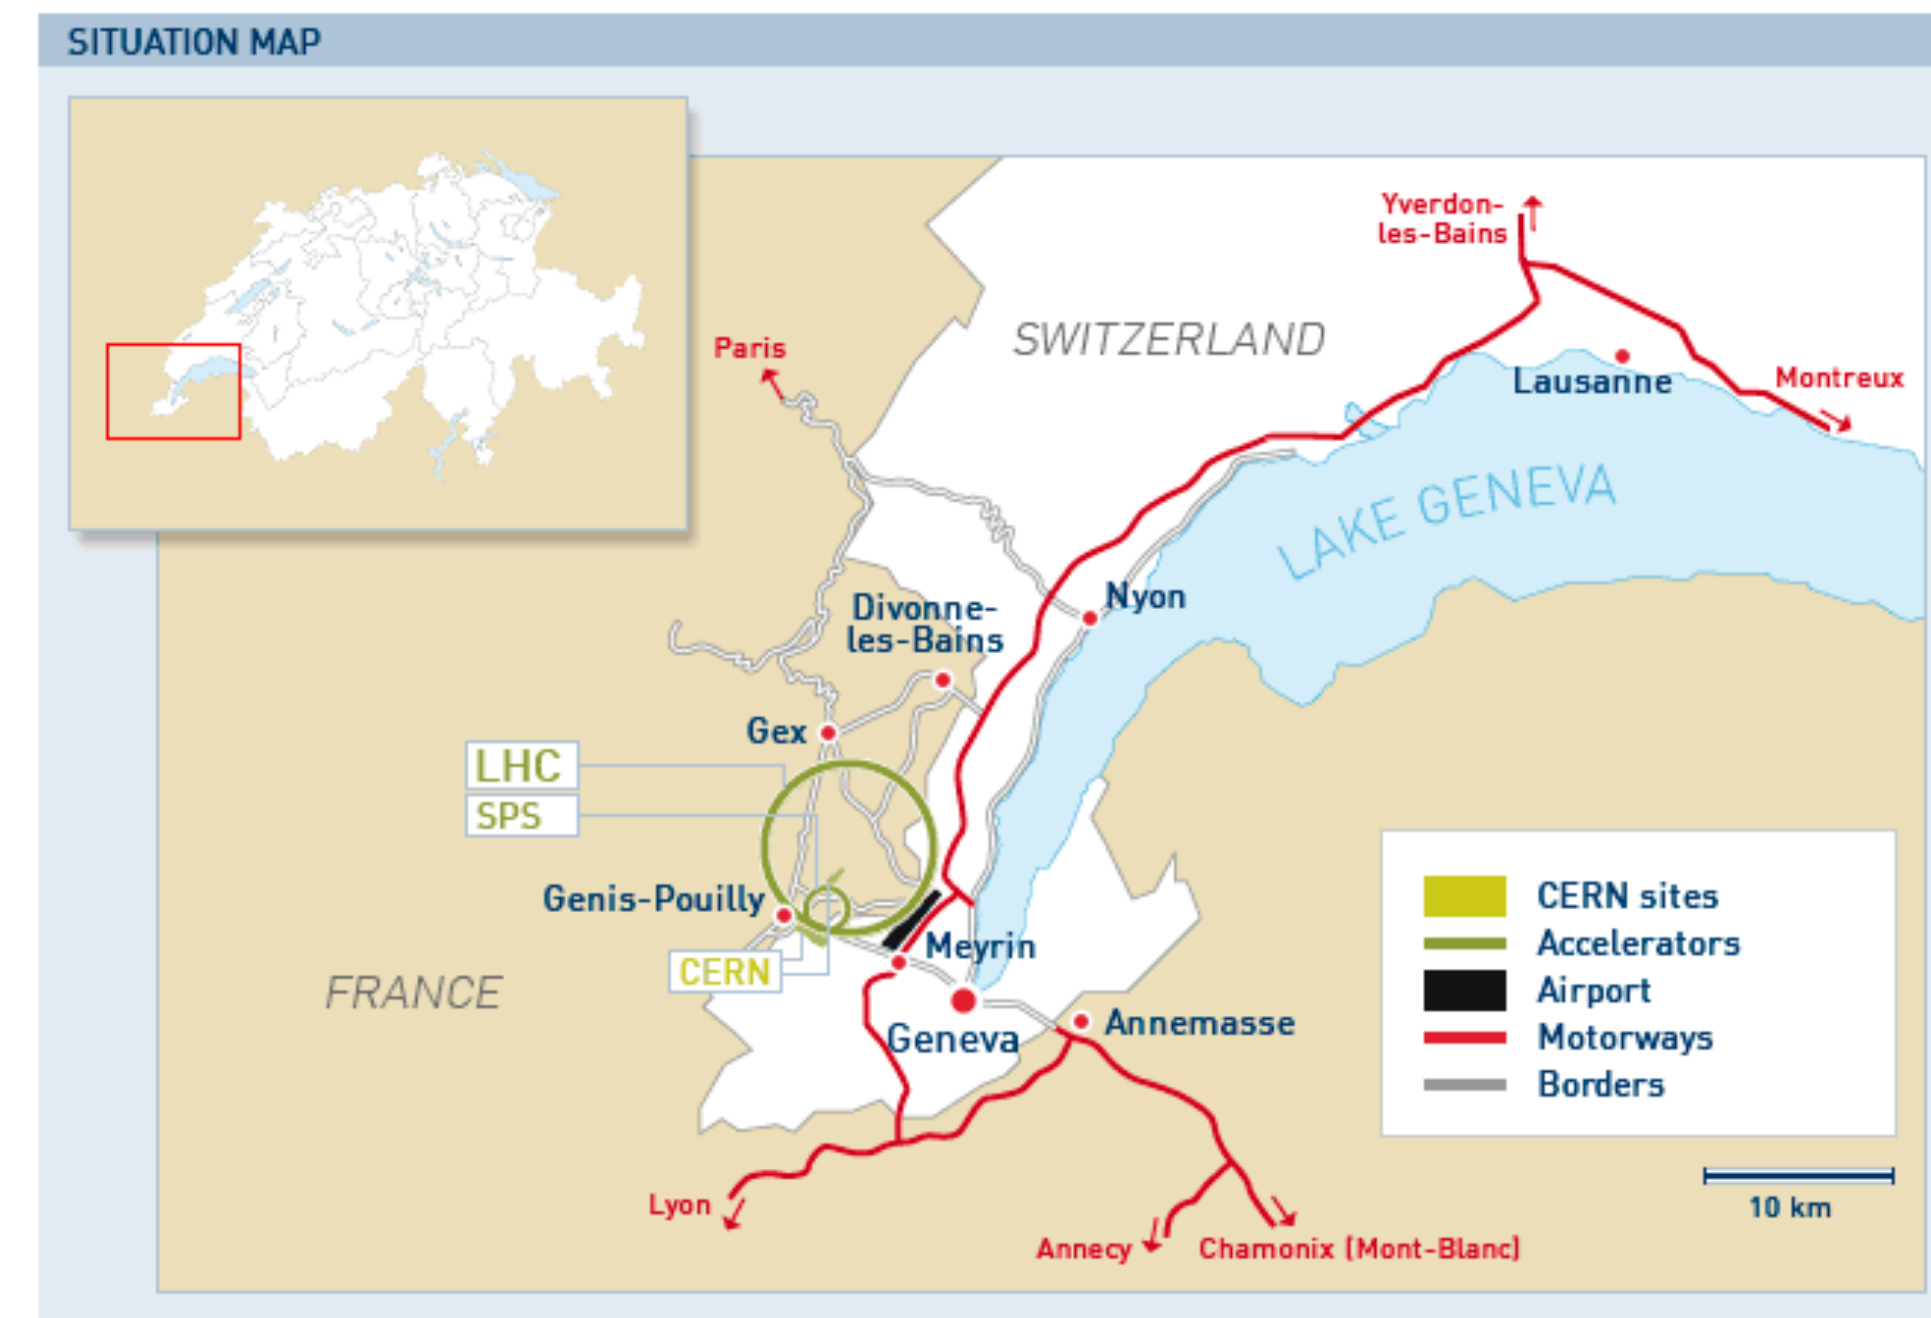 SITUATION MAP
Yverdon-
les-Bains
SWITZERLAND
Paris
Lausanne
Montreux
LAKE GENEVA
Nyon
Divonne-
les-Bains
Gex
LHC
SPS
Genis-Pouilly
Meyrin
CERN
FRANCE
Geneva
Annemasse
CERN sites
Accelerators
Airport
Motorways
Borders
10 km
Lyon
Annecy
Chamonix (Mont-Blanc)